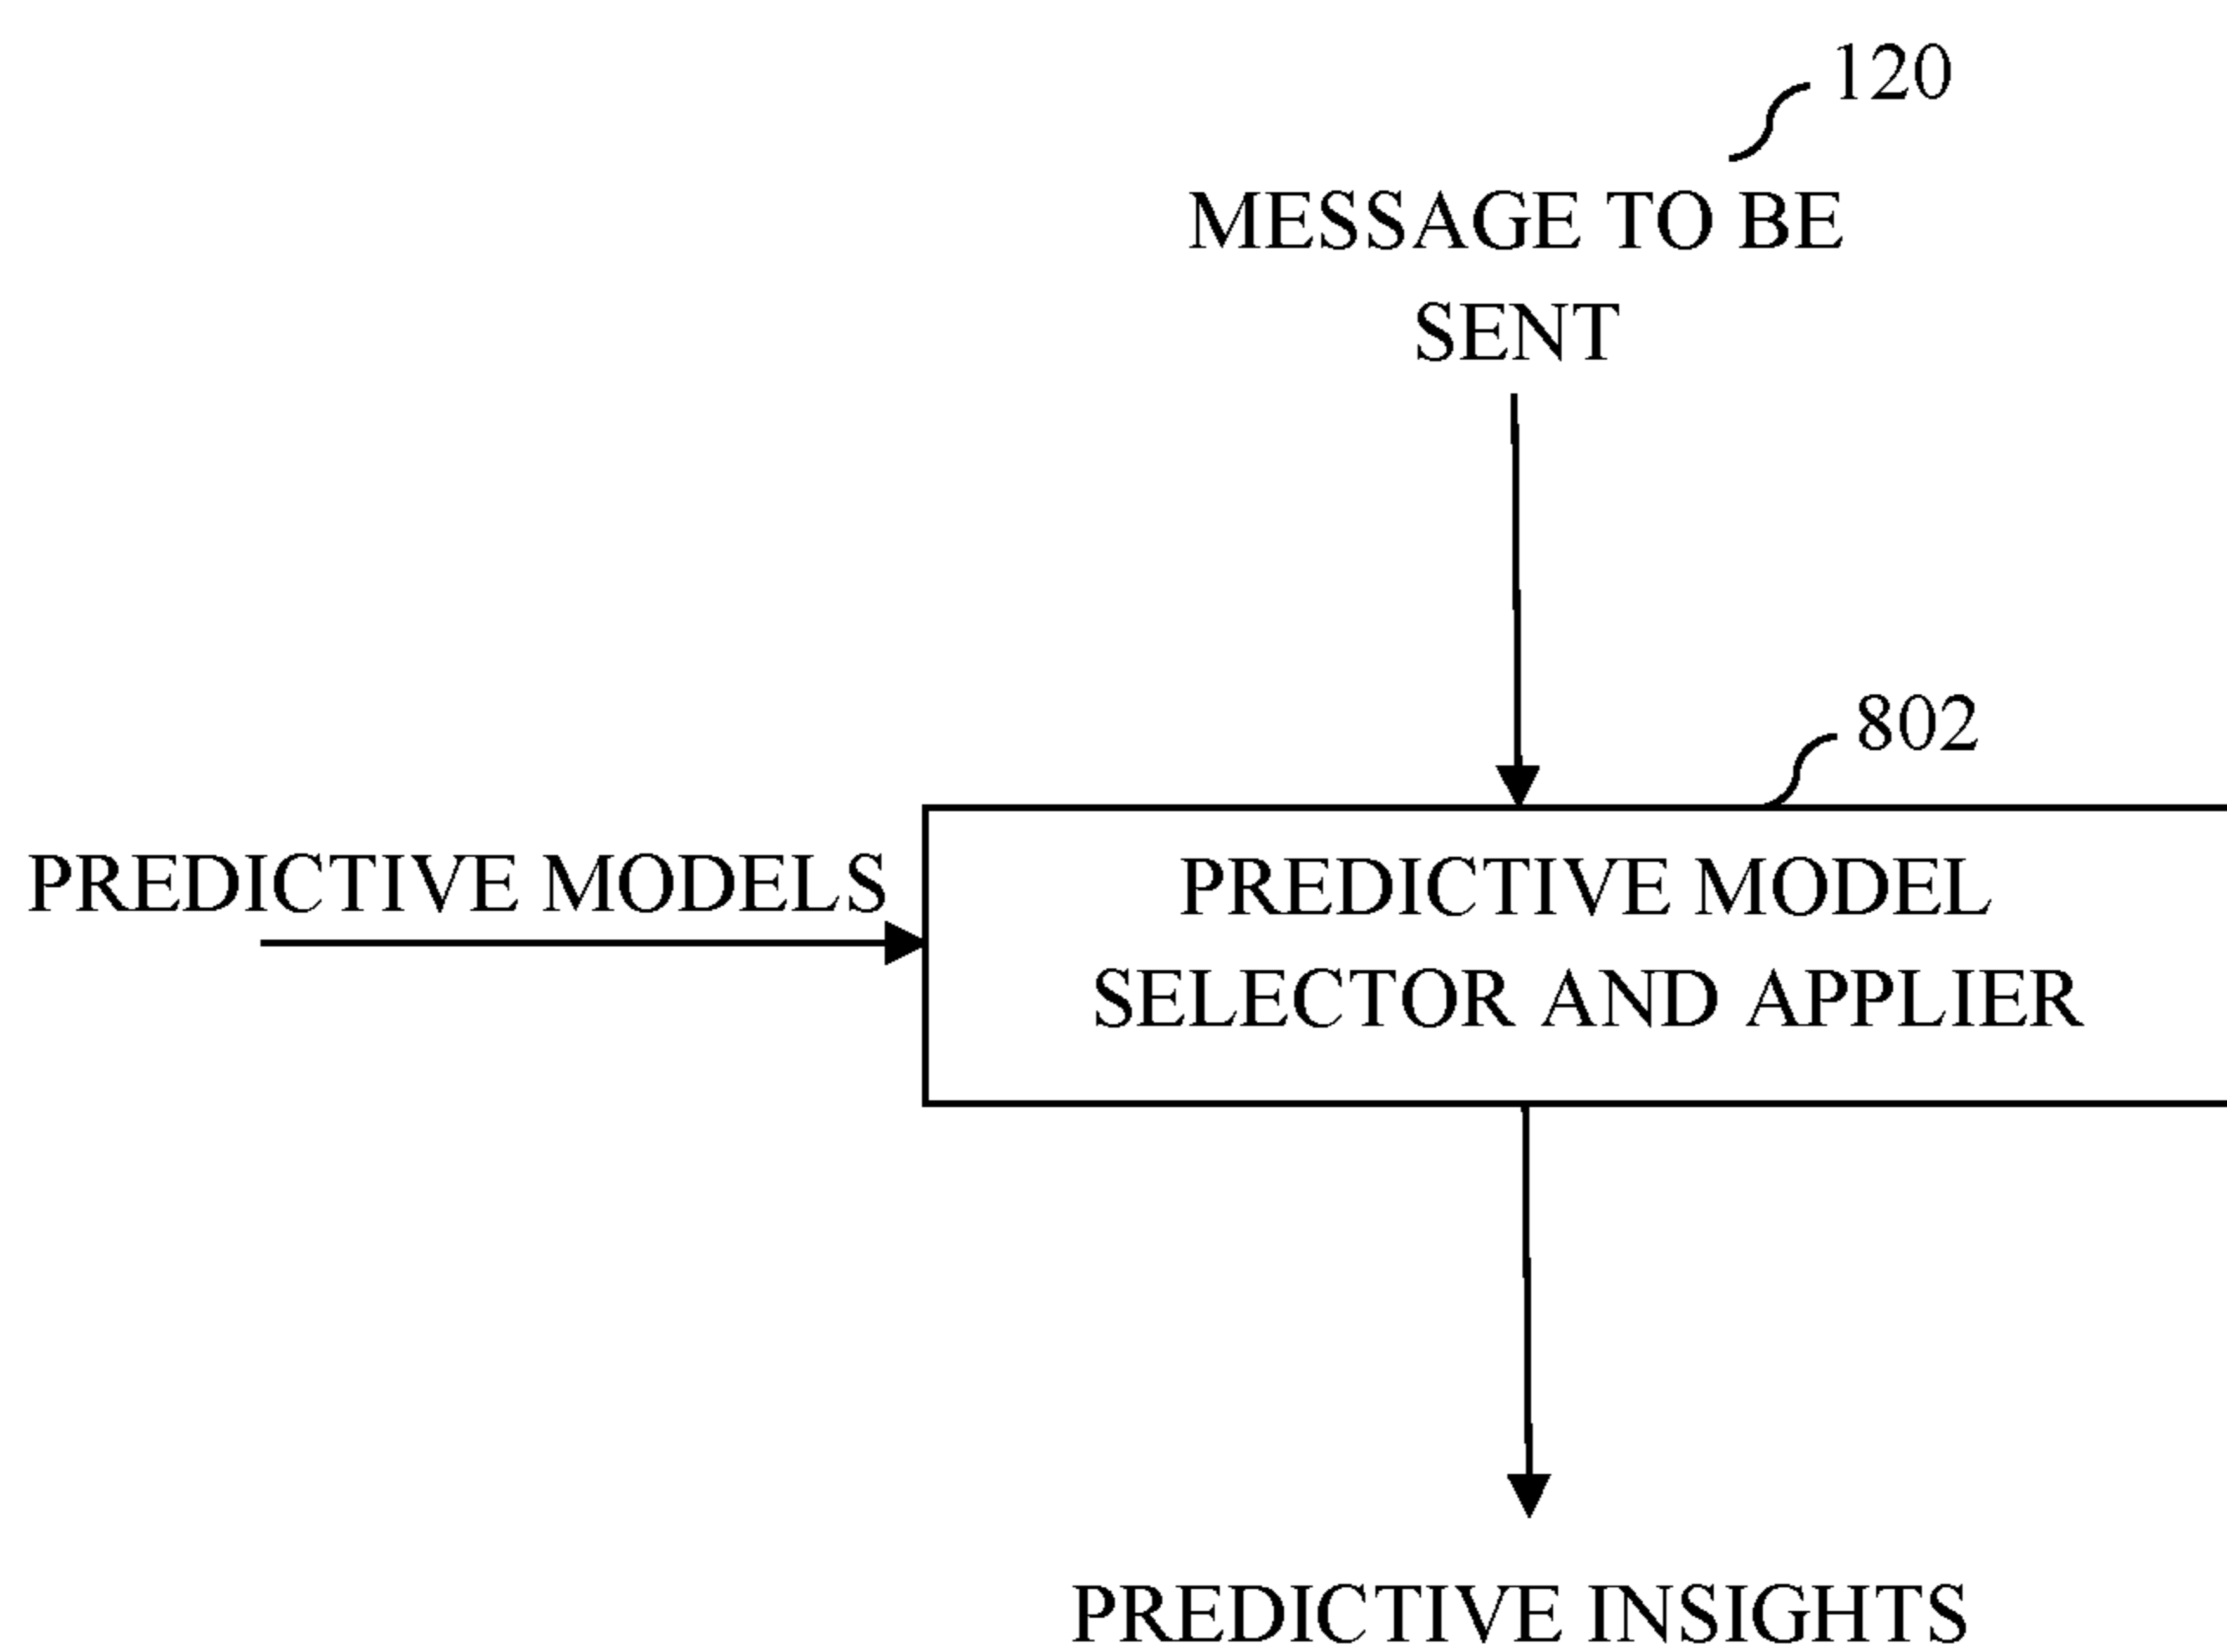 120
MESSAGE TO BE
SENT
802
PREDICTIVE MODELS
PREDICTIVE MODEL
SELECTOR AND APPLIER
PREDICTIVE INSIGHTS